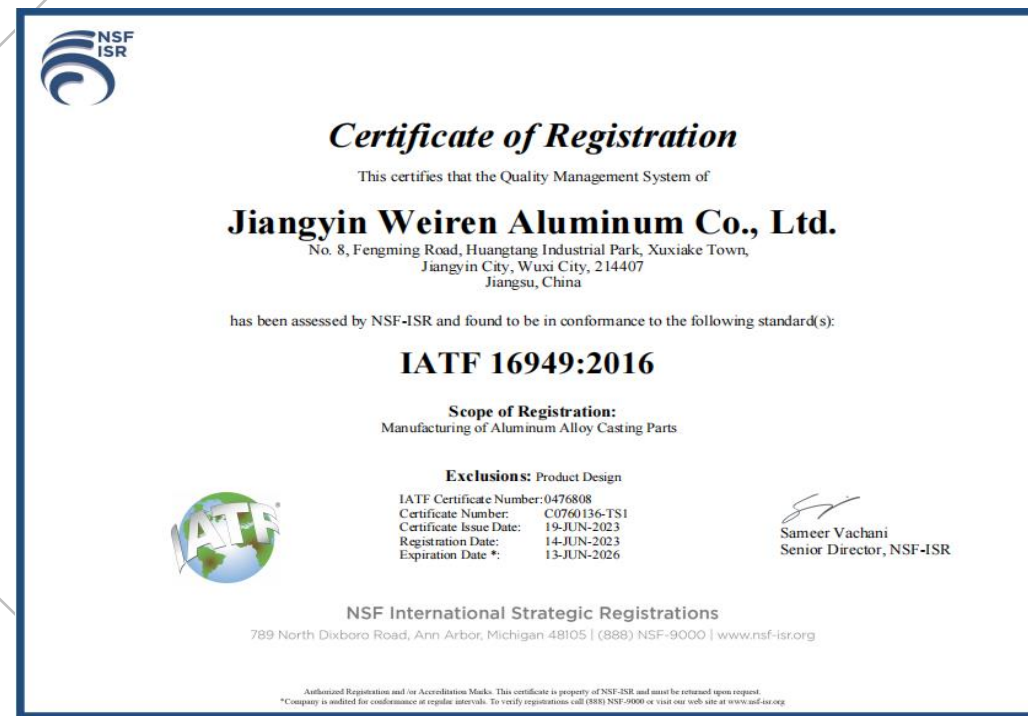 NSF
ISR
Certificate of Registration
This certifies that the Quality Management System of
Jiangyin Weiren Aluminum Co., Ltd.
No. 8, Fengming Road, Huangtang Industrial Park, Xuxiake Town,
Jiangyin City, Wuxi City, 214407
Jiangsu, China
has been assessed by NSF-ISR and found to be in conformance to the following standard(s):
IATF 16949:2016
Scope of Registration:
Manufacturing of Aluminum Alloy Casting Parts
Exclusions: Product Design
IATF Certificate Number: 0476808
Certificate Number: C0760136-TS1
Certificate Issue Date: 19-JUN-2023
Registration Date: 14-JUN-2023
Expiration Date *: 13-JUN-2026
IATF
Sameer Vachani
Senior Director, NSF-ISR
NSF International Strategic Registrations
789 North Dixboro Road, Ann Arbor, Michigan 48105 | (888) NSF-9000 | www.nsf-isr.org
Authorized Registration and /or Accreditation Marks. This certificate is property of NSF-ISR and must be returned upon request.
*Company is audited for conformance at regular intervals. To verify registrations call (888) NSF-9000 or visit our web site at www.nsf-isr.org